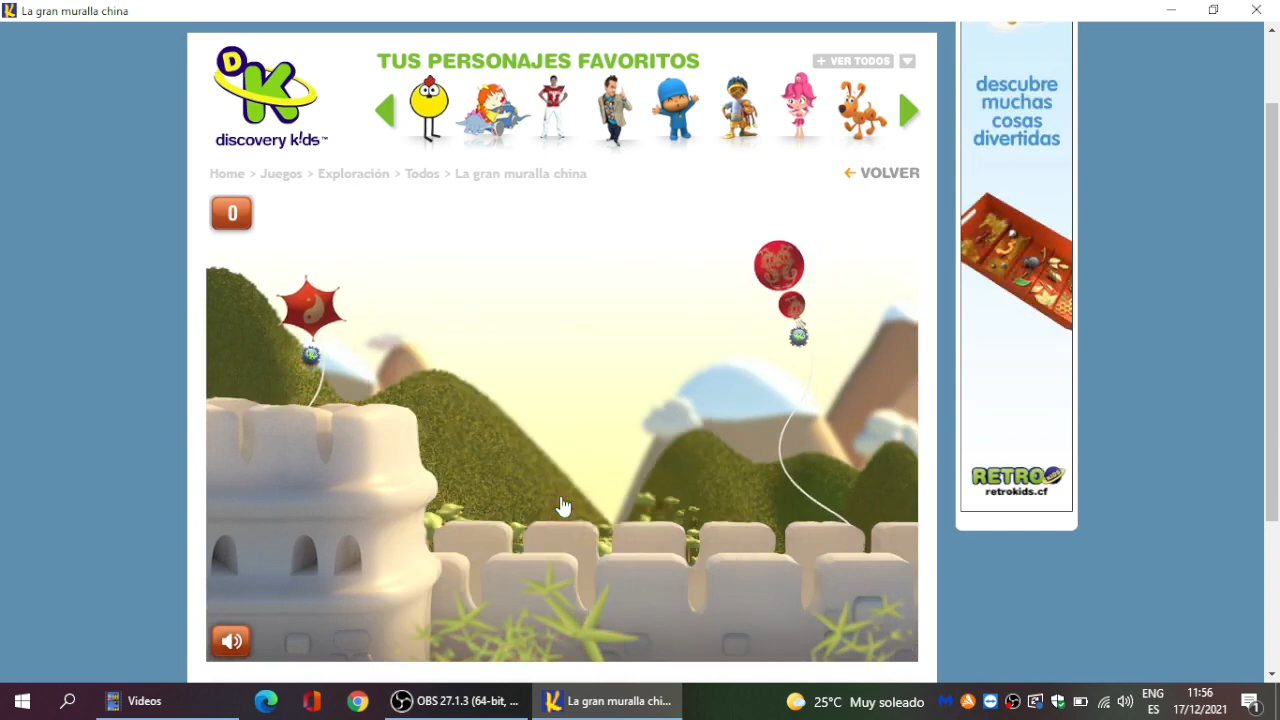 La gran muralla china
D
K
discovery k!ds™
TUS PERSONAJES FAVORITOS
+ VER TODOS
Home > Juegos > Exploración > Todos > La gran muralla china
VOLVER
0
descubre
muchas
cosas
divertidas
RETRO
retrokids.cf
Videos
OBS 27.1.3 (64-bit, ...
La gran muralla chi...
25°C Muy soleado
ENG
ES
11:56
17/12/2021
1